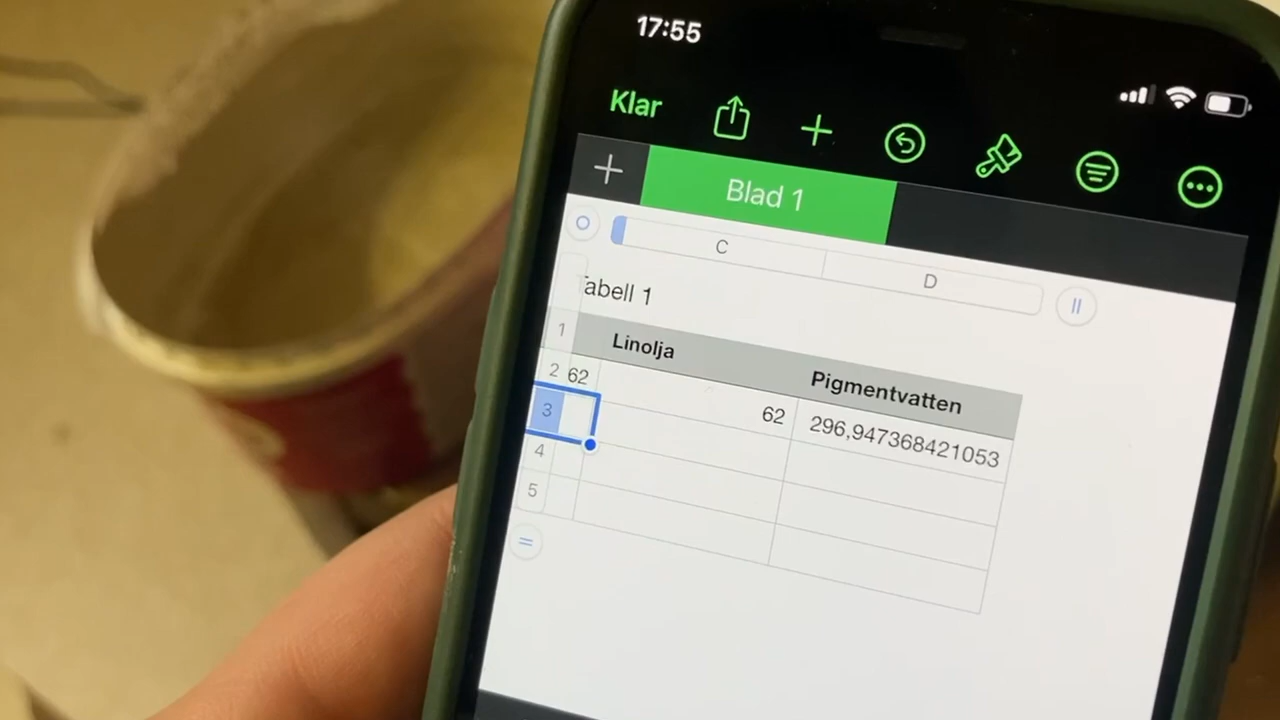 17:55
Klar
Blad 1
C D
Tabell 1
1 Linolja Pigmentvatten
2 62 62 296,947368421053
3
4
5